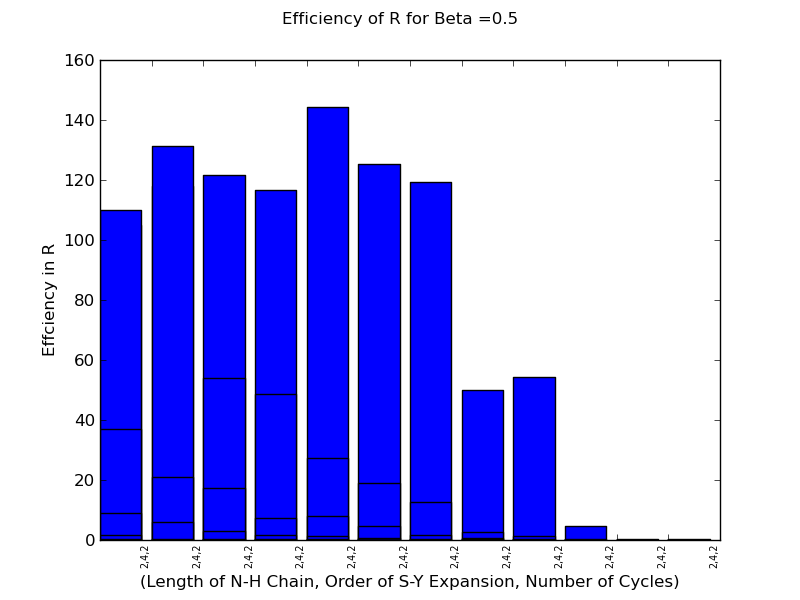 Efficiency of R for Beta =0.5
160
140
120
100
80
60
40
20
0
Effciency in R
2,4,2 2,4,2 2,4,2 2,4,2 2,4,2 2,4,2 2,4,2 2,4,2 2,4,2 2,4,2 2,4,2 2,4,2
(Length of N-H Chain, Order of S-Y Expansion, Number of Cycles)